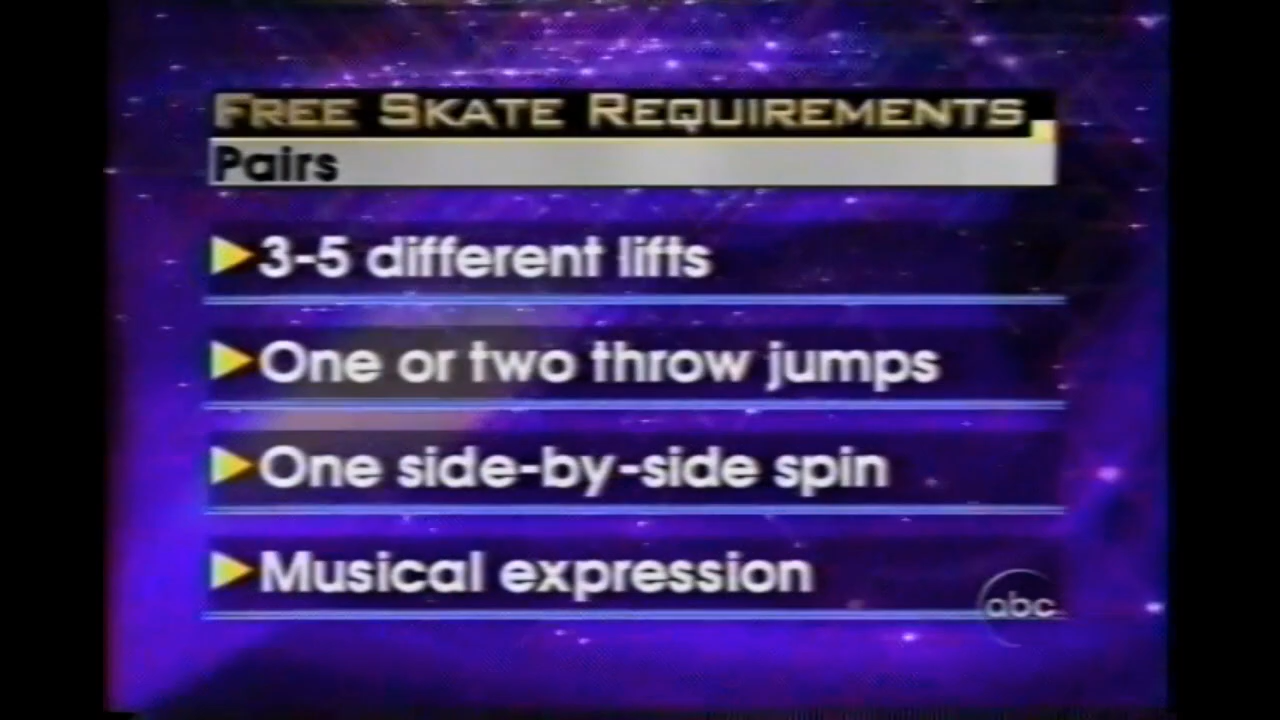 FREE SKATE REQUIREMENTS
Pairs
3-5 different lifts
One or two throw jumps
One side-by-side spin
Musical expression
abc